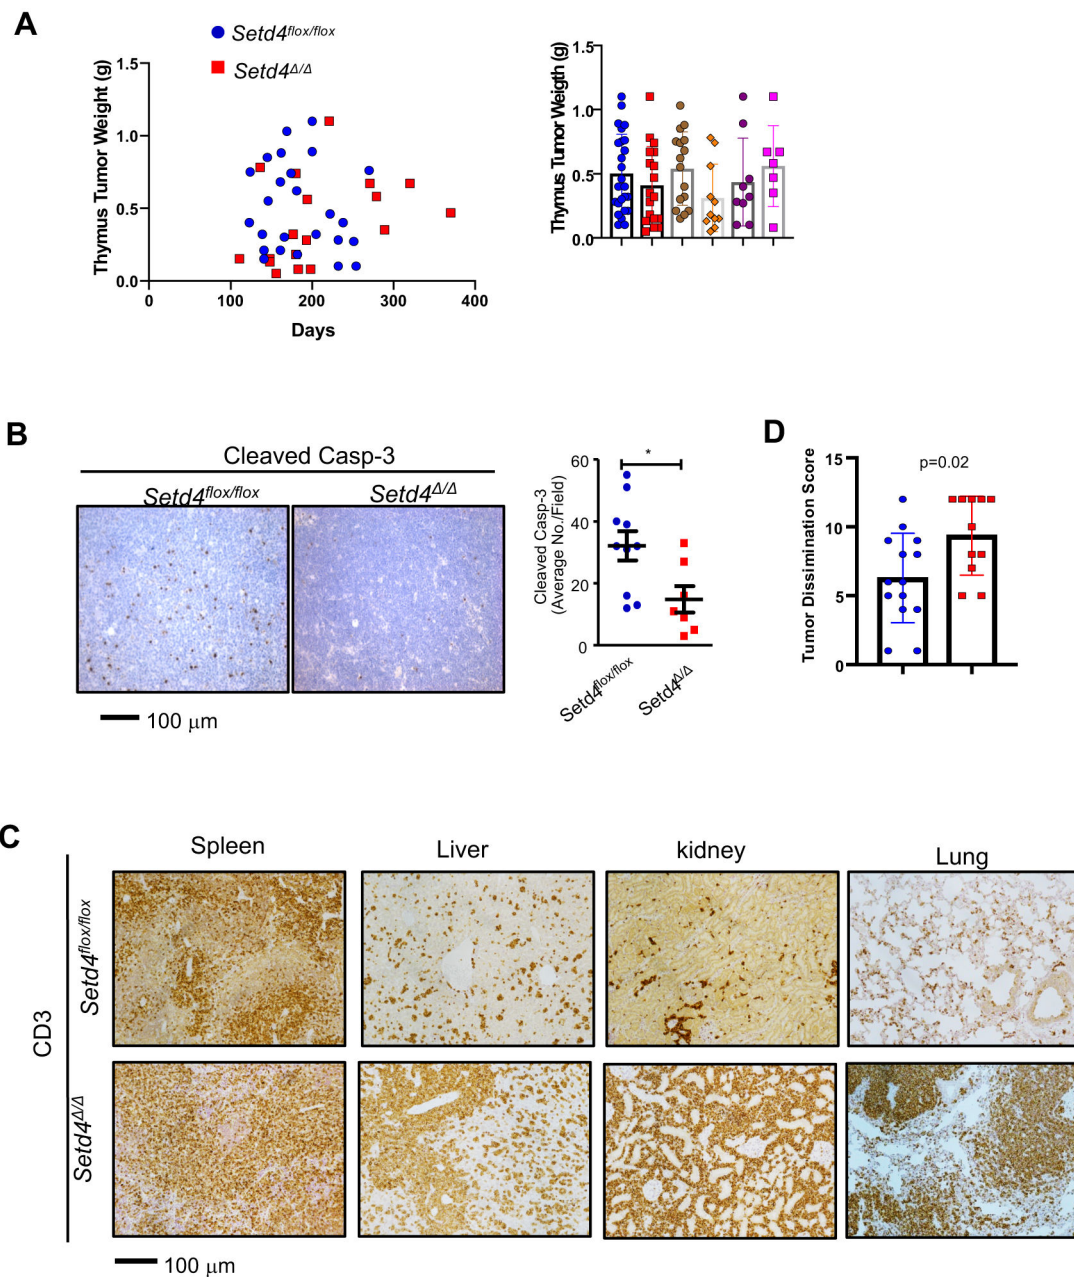 A
Setd4flox/flox
Setd4Δ/Δ
Thymus Tumor Weight (g)
1.5
1.0
0.5
0.0
0
100
200
300
400
Days
Thymus Tumor Weigth (g)
1.5
1.0
0.5
0.0
B
Cleaved Casp-3
Setd4flox/flox
Setd4Δ/Δ
100 μm
Cleaved Casp-3
(Average No./Field)
60
40
20
0
*
Setd4flox/flox
Setd4Δ/Δ
D
Tumor Dissimination Score
15
10
5
0
p=0.02
C
Spleen
Liver
kidney
Lung
CD3
Setd4flox/flox
Setd4Δ/Δ
100 μm